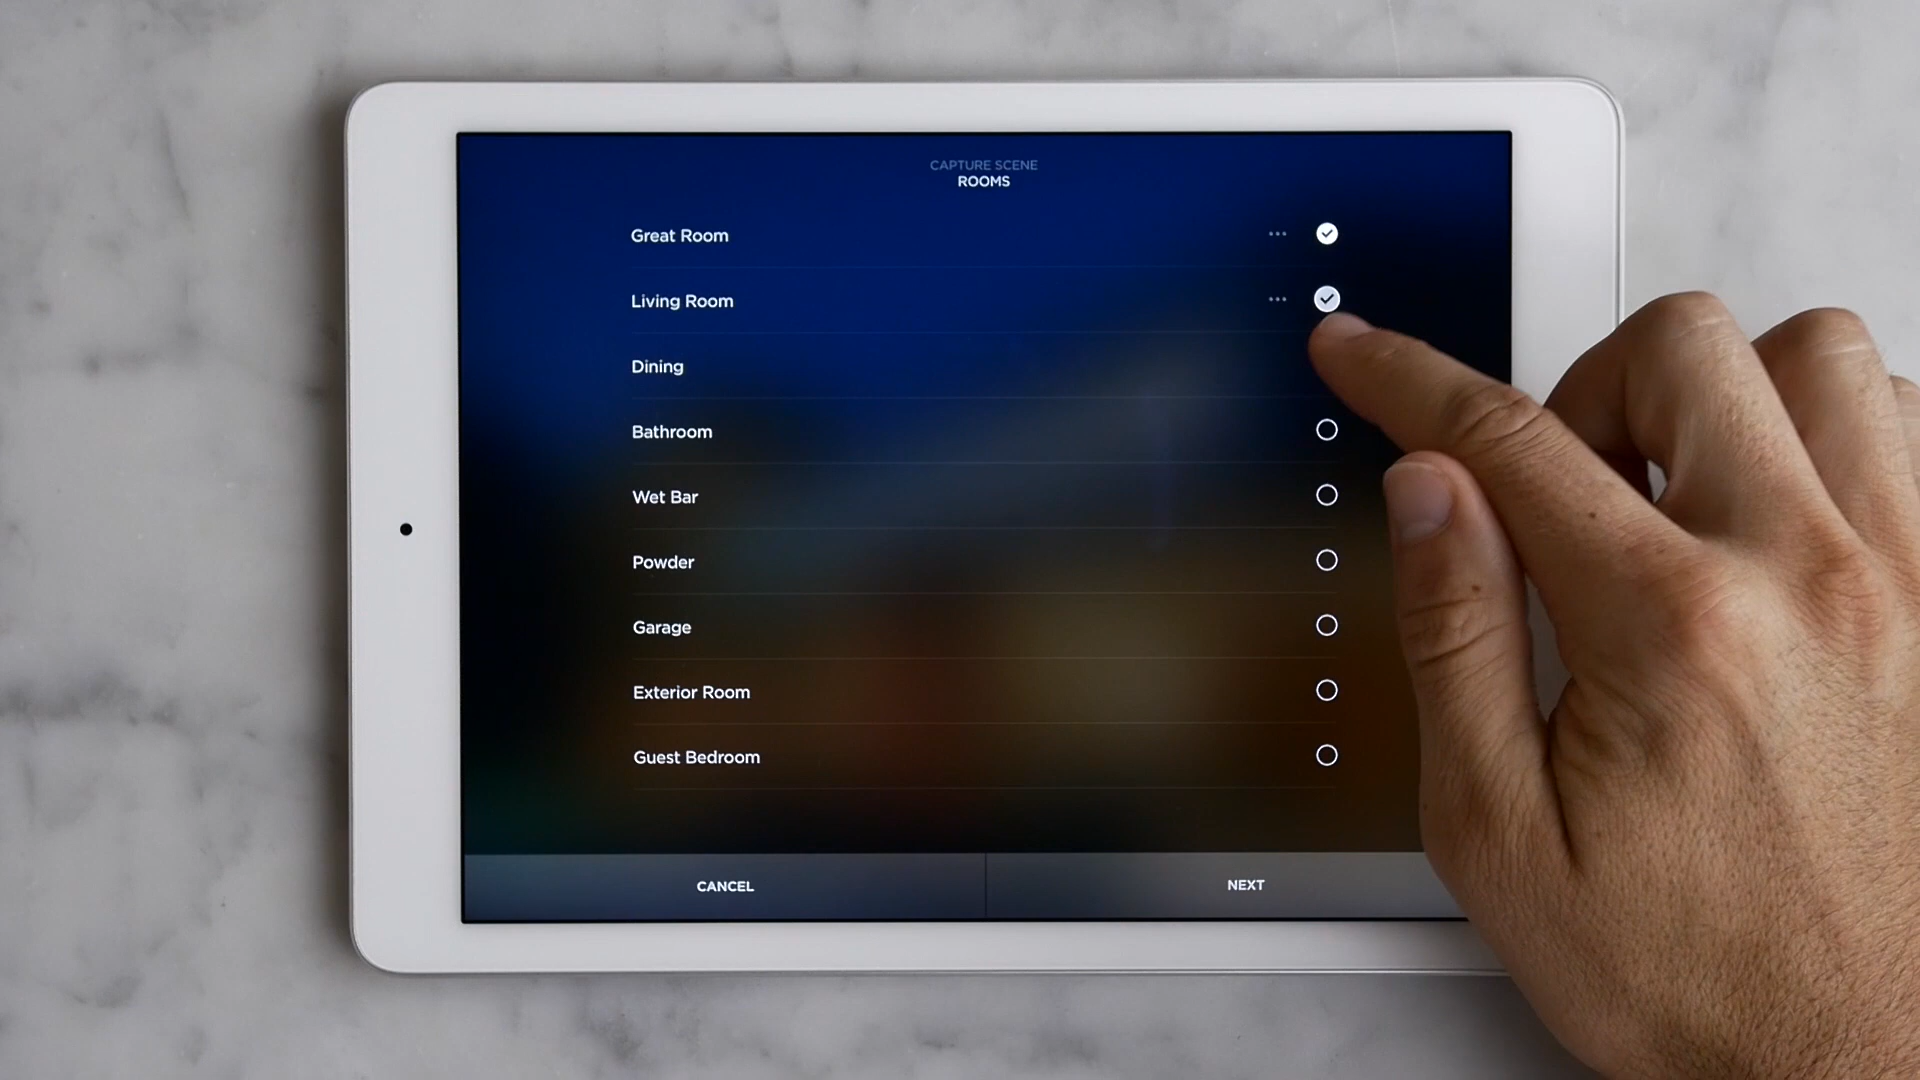 CAPTURE SCENE
ROOMS
Great Room
Living Room
Dining
Bathroom
Wet Bar
Powder
Garage
Exterior Room
Guest Bedroom
CANCEL
NEXT